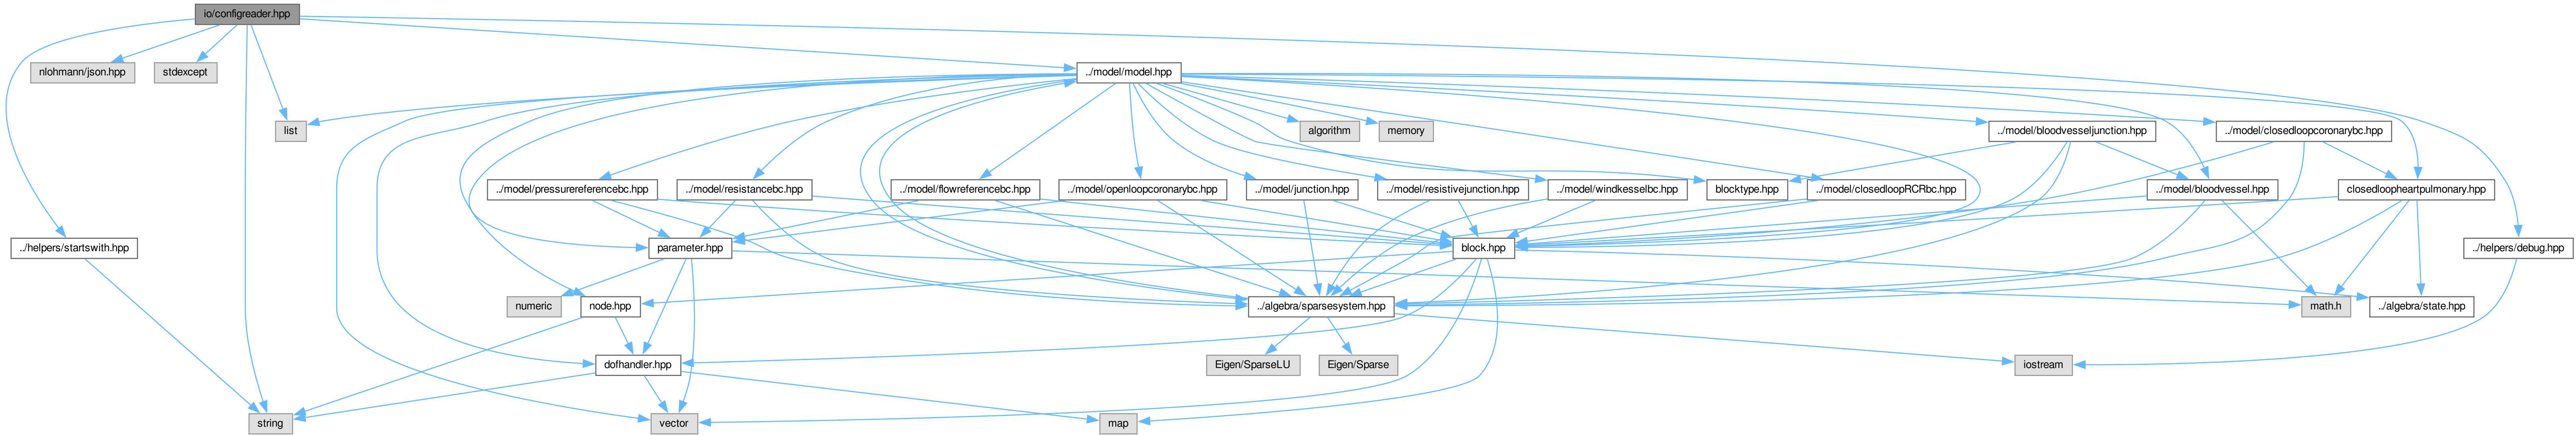 io/configreader.hpp
nlohmann/json.hpp
stdexcept
../model/model.hpp
list
algorithm
memory
../model/bloodvesseljunction.hpp
../model/closedloopcoronarybc.hpp
../model/pressurereferencebc.hpp
../model/resistancebc.hpp
../model/flowreferencebc.hpp
../model/openloopcoronarybc.hpp
../model/junction.hpp
../model/resistivejunction.hpp
../model/windkesselbc.hpp
blocktype.hpp
../model/closedloopRCRbc.hpp
../model/bloodvessel.hpp
closedloopheartpulmonary.hpp
../helpers/startswith.hpp
parameter.hpp
block.hpp
../helpers/debug.hpp
numeric
node.hpp
../algebra/sparsesystem.hpp
math.h
../algebra/state.hpp
dofhandler.hpp
Eigen/SparseLU
Eigen/Sparse
iostream
string
vector
map